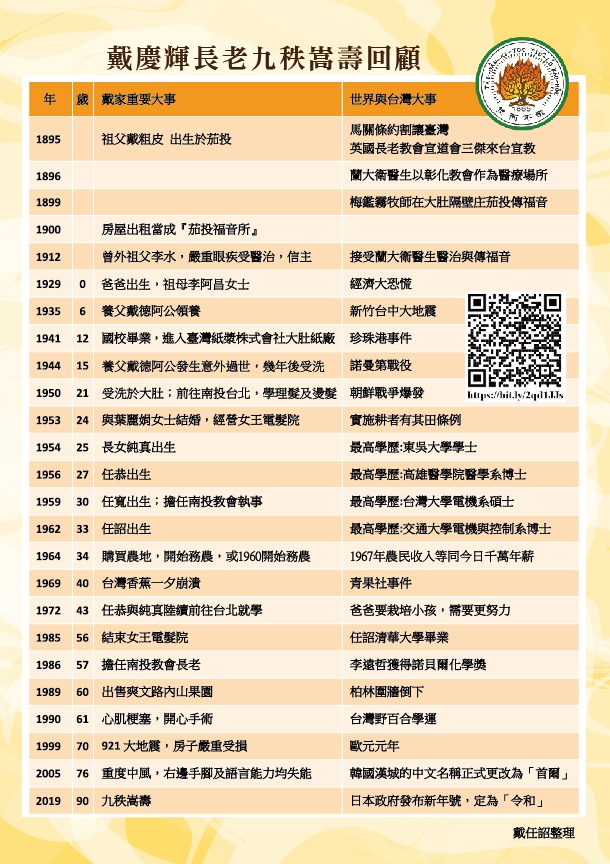 戴慶輝長老九秩嵩壽回顧
1865
焚而不燬
年 歲 戴家重要大事 世界與台灣大事
1895 祖父戴粗皮 出生於茄投 馬關條約割讓臺灣
英國長老教會宣道會三傑來台宣教
1896 蘭大衛醫生以彰化教會作為醫療場所
1899 梅鑑霧牧師在大肚隔壁庄茄投傳福音
1900 房屋出租當成『茄投福音所』
1912 曾外祖父李水，嚴重眼疾受醫治，信主 接受蘭大衛醫生醫治與傳福音
1929 0 爸爸出生，祖母李阿昌女士 經濟大恐慌
1935 6 養父戴德阿公領養 新竹台中大地震
1941 12 國校畢業，進入臺灣紙漿株式會社大肚紙廠 珍珠港事件
1944 15 養父戴德阿公發生意外過世，幾年後受洗 諾曼第戰役
1950 21 受洗於大肚；前往南投台北，學理髮及燙髮 朝鮮戰爭爆發
https://bit.ly/2qd1JJs
1953 24 與葉麗娟女士結婚，經營女王電髮院 實施耕者有其田條例
1954 25 長女純真出生 最高學歷:東吳大學學士
1956 27 任恭出生 最高學歷:高雄醫學院醫學系博士
1959 30 任寬出生；擔任南投教會執事 最高學歷:台灣大學電機系碩士
1962 33 任詔出生 最高學歷:交通大學電機與控制系博士
1964 34 購買農地，開始務農，或1960開始務農 1967年農民收入等同今日千萬年薪
1969 40 台灣香蕉一夕崩潰 青果社事件
1972 43 任恭與純真陸續前往台北就學 爸爸要栽培小孩，需要更努力
1985 56 結束女王電髮院 任詔清華大學畢業
1986 57 擔任南投教會長老 李遠哲獲得諾貝爾化學獎
1989 60 出售爽文路內山果園 柏林圍牆倒下
1990 61 心肌梗塞，開心手術 台灣野百合學運
1999 70 921 大地震，房子嚴重受損 歐元元年
2005 76 重度中風，右邊手腳及語言能力均失能 韓國漢城的中文名稱正式更改為「首爾」
2019 90 九秩嵩壽 日本政府發布新年號，定為「令和」
戴任詔整理